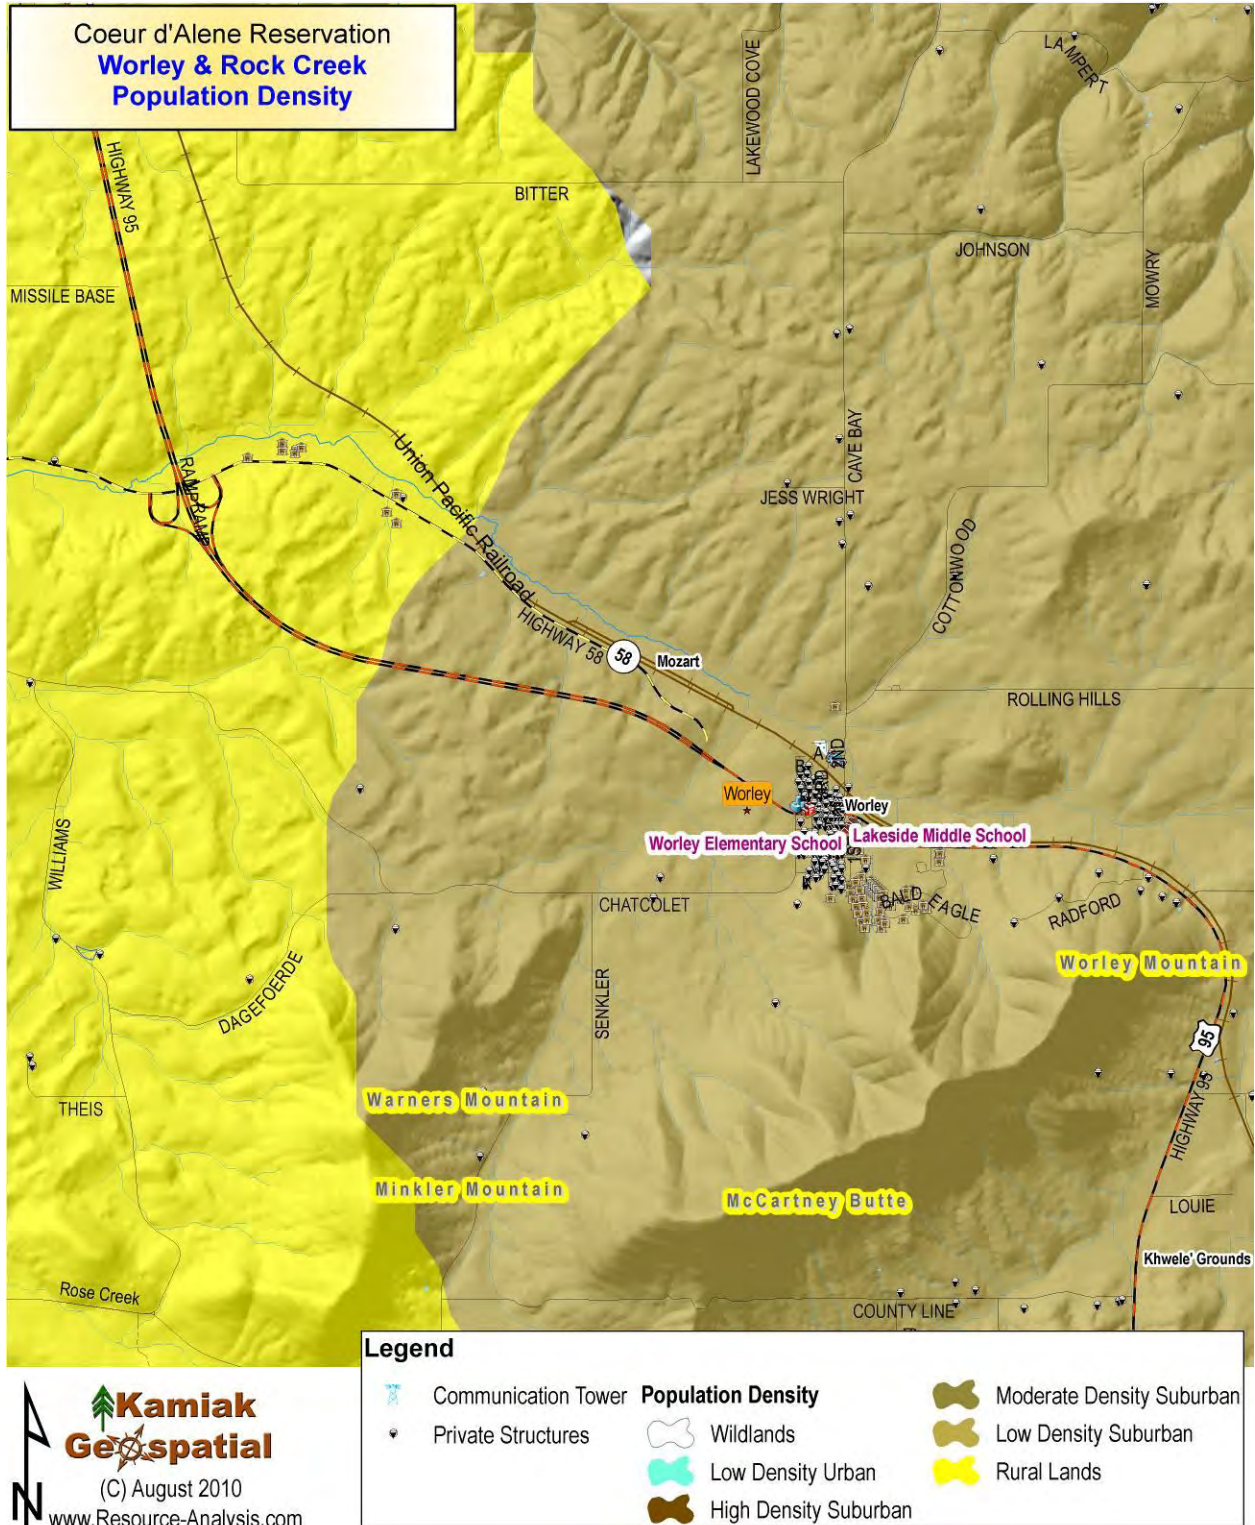 Coeur d'Alene Reservation
Worley & Rock Creek
Population Density
LAKEWOOD COVE
LAMPERT
HIGHWAY 95
BITTER
JOHNSON
MOWRY
MISSILE BASE
CAVE BAY
Union Pacific Railroad
RAMP
RAMP
JESS WRIGHT
COTTONWOOD
HIGHWAY 58
58
Mozart
ROLLING HILLS
A
2ND
B
Worley
Worley
Worley Elementary School
Lakeside Middle School
1S
WILLIAMS
CHATCOLET
BALD EAGLE
RADFORD
Worley Mountain
DAGEFOERDE
SENKLER
95
Warners Mountain
THEIS
HIGHWAY 95
Minkler Mountain
McCartney Butte
LOUIE
Khwele' Grounds
Rose Creek
COUNTY LINE
Legend
Communication Tower
Private Structures
Population Density
Wildlands
Low Density Urban
High Density Suburban
Moderate Density Suburban
Low Density Suburban
Rural Lands
N
Kamiak
Geospatial
(C) August 2010
www.Resource-Analysis.com